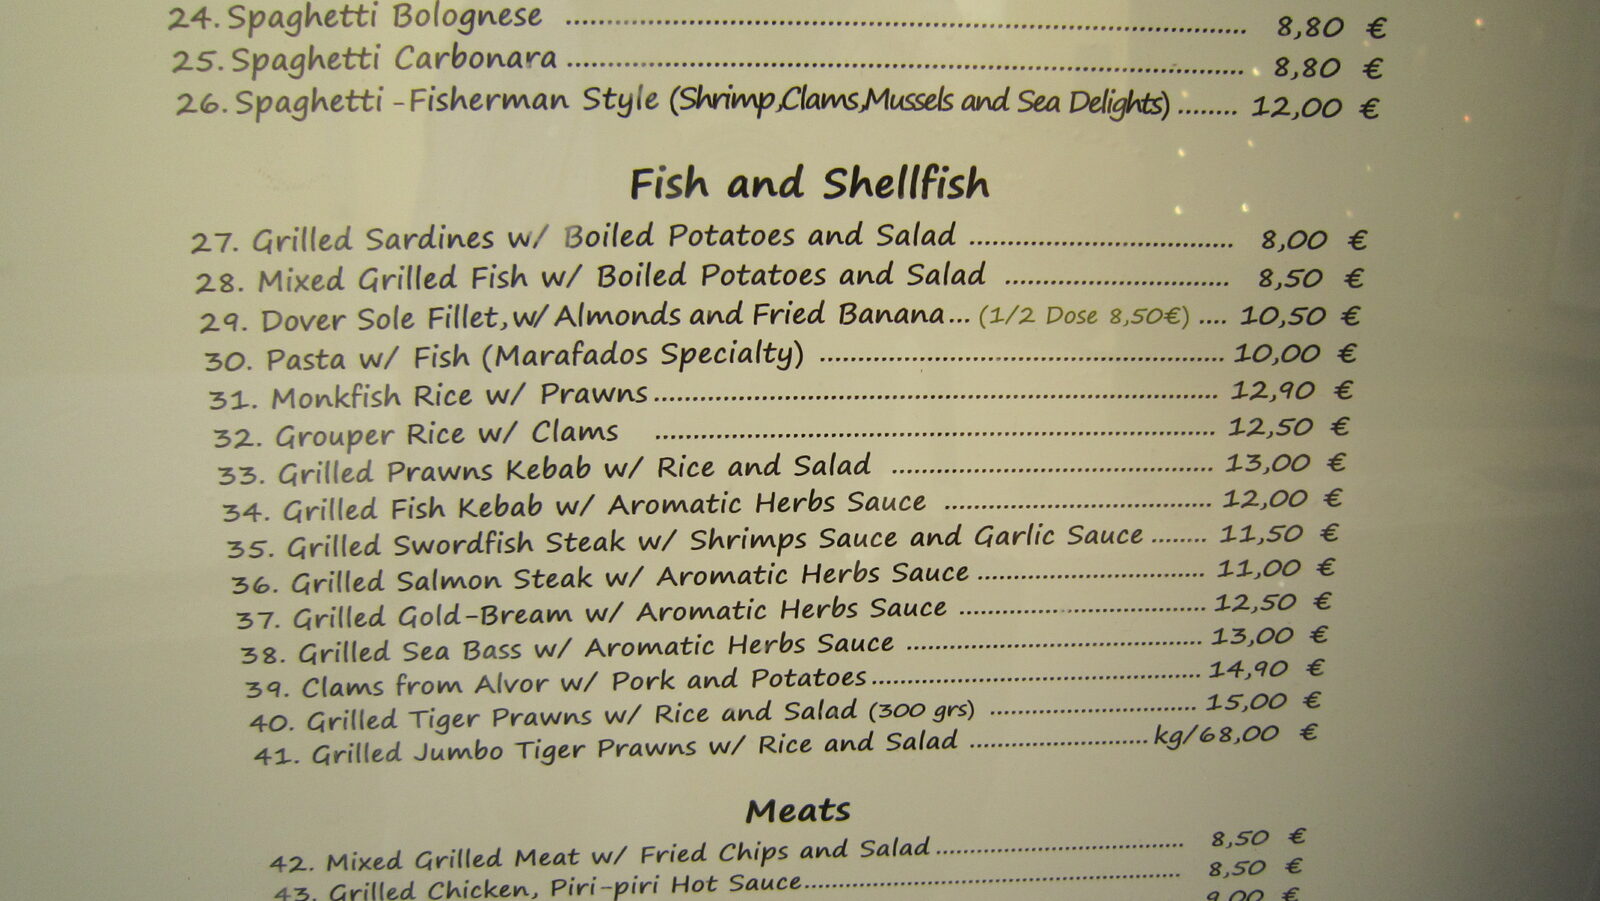 24. Spaghetti Bolognese ........ 8,80 €
25. Spaghetti Carbonara ........ 8,80 €
26. Spaghetti -Fisherman Style (Shrimp,Clams,Mussels and Sea Delights) ........ 12,00 €
Fish and Shellfish
27. Grilled Sardines w/ Boiled Potatoes and Salad ........ 8,00 €
28. Mixed Grilled Fish w/ Boiled Potatoes and Salad ........ 8,50 €
29. Dover Sole Fillet,w/ Almonds and Fried Banana... (1/2 Dose 8,50€) .... 10,50 €
30. Pasta w/ Fish (Marafados Specialty) ........ 10,00 €
31. Monkfish Rice w/ Prawns ........ 12,90 €
32. Grouper Rice w/ Clams ........ 12,50 €
33. Grilled Prawns Kebab w/ Rice and Salad ........ 13,00 €
34. Grilled Fish Kebab w/ Aromatic Herbs Sauce ........ 12,00 €
35. Grilled Swordfish Steak w/ Shrimps Sauce and Garlic Sauce ........ 11,50 €
36. Grilled Salmon Steak w/ Aromatic Herbs Sauce ........ 11,00 €
37. Grilled Gold-Bream w/ Aromatic Herbs Sauce ........ 12,50 €
38. Grilled Sea Bass w/ Aromatic Herbs Sauce ........ 13,00 €
39. Clams from Alvor w/ Pork and Potatoes ........ 14,90 €
40. Grilled Tiger Prawns w/ Rice and Salad (300 grs) ........ 15,00 €
41. Grilled Jumbo Tiger Prawns w/ Rice and Salad ........ kg/68,00 €
Meats
42. Mixed Grilled Meat w/ Fried Chips and Salad ........ 8,50 €
43. Grilled Chicken, Piri-piri Hot Sauce ........ 8,50 €
9,00 €